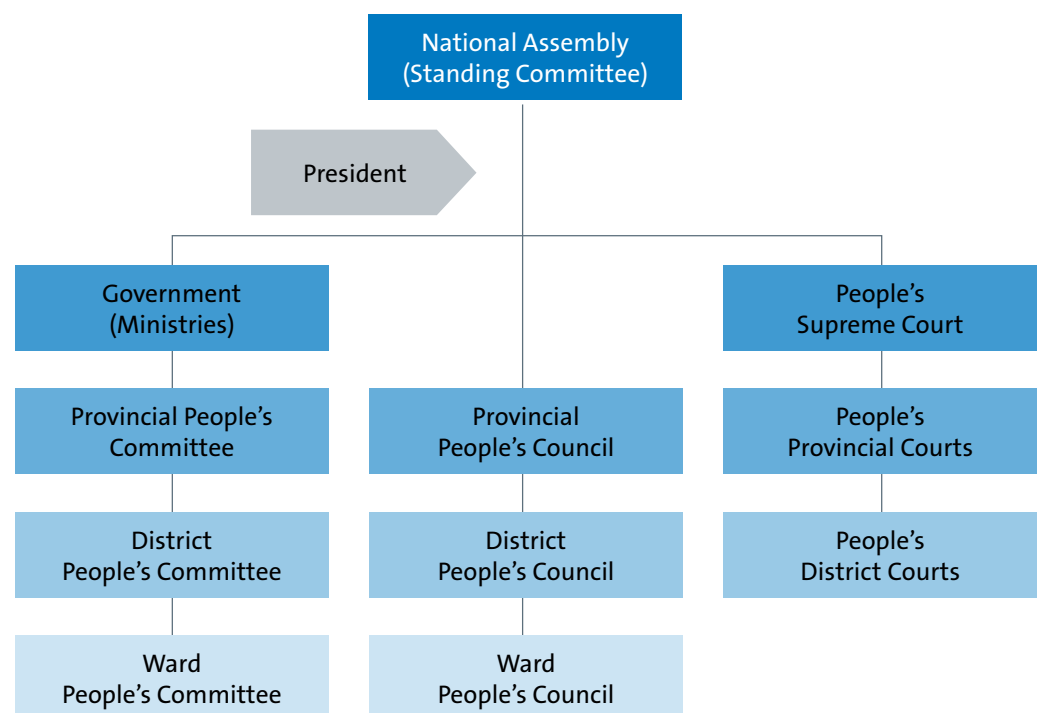 National Assembly
(Standing Committee)
President
Government
(Ministries)
People’s
Supreme Court
Provincial People’s
Committee
Provincial
People’s Council
People’s
Provincial Courts
District
People’s Committee
District
People’s Council
People’s
District Courts
Ward
People’s Committee
Ward
People’s Council